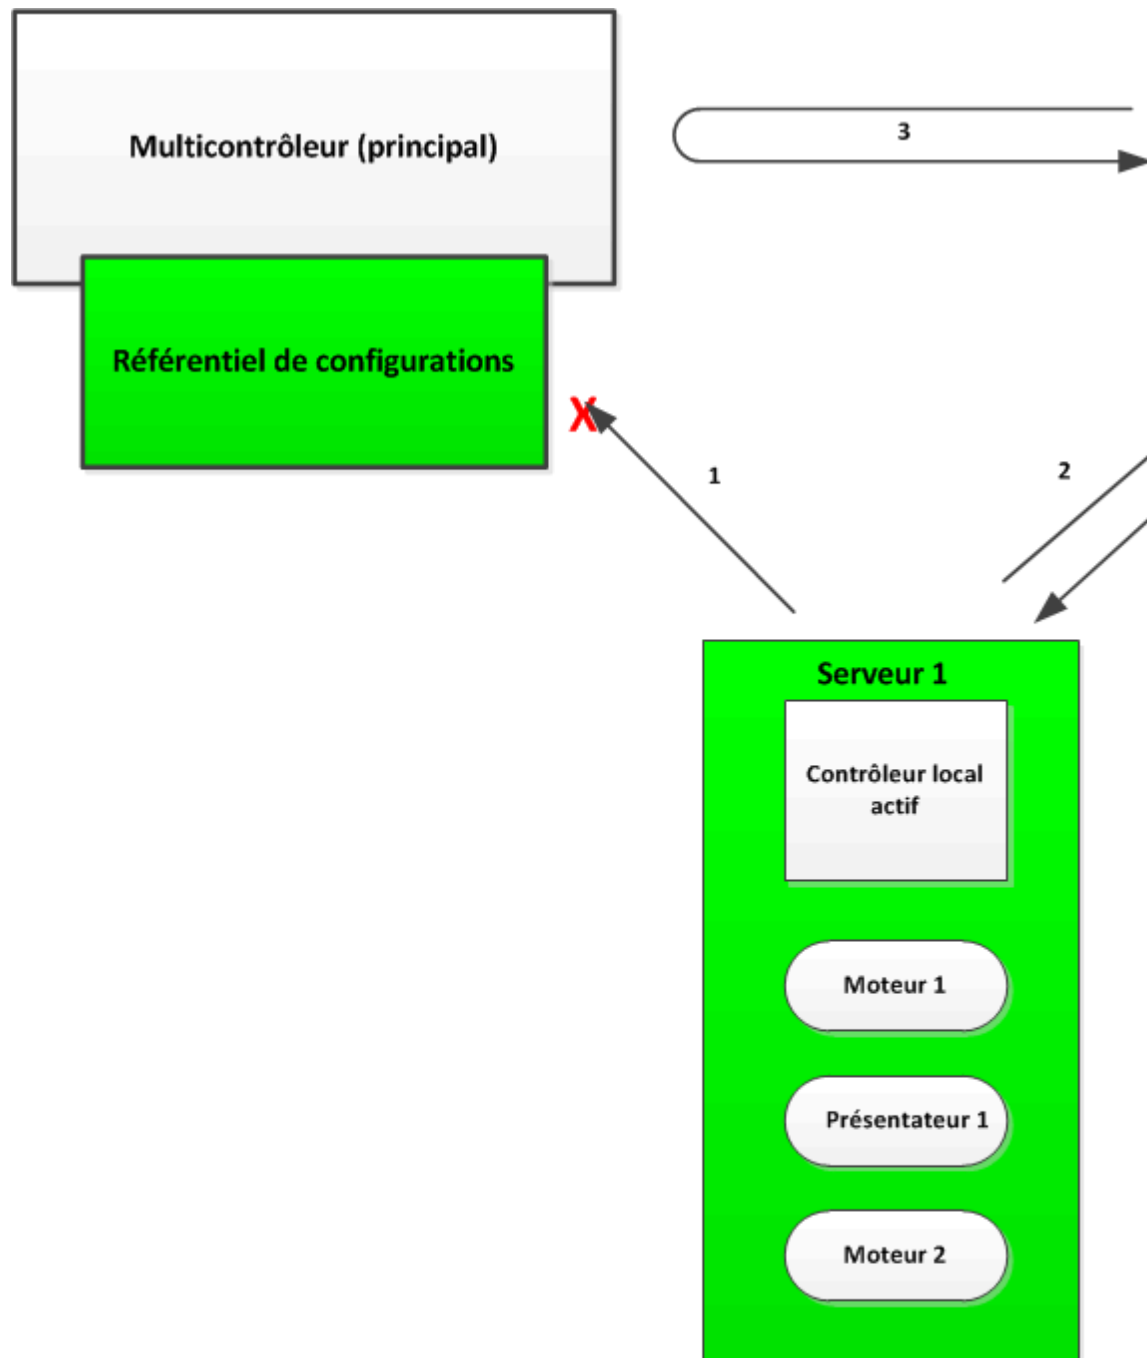 Multicontrôleur (principal)
3
Référentiel de configurations
X
1
2
Serveur 1
Contrôleur local
actif
Moteur 1
Présentateur 1
Moteur 2